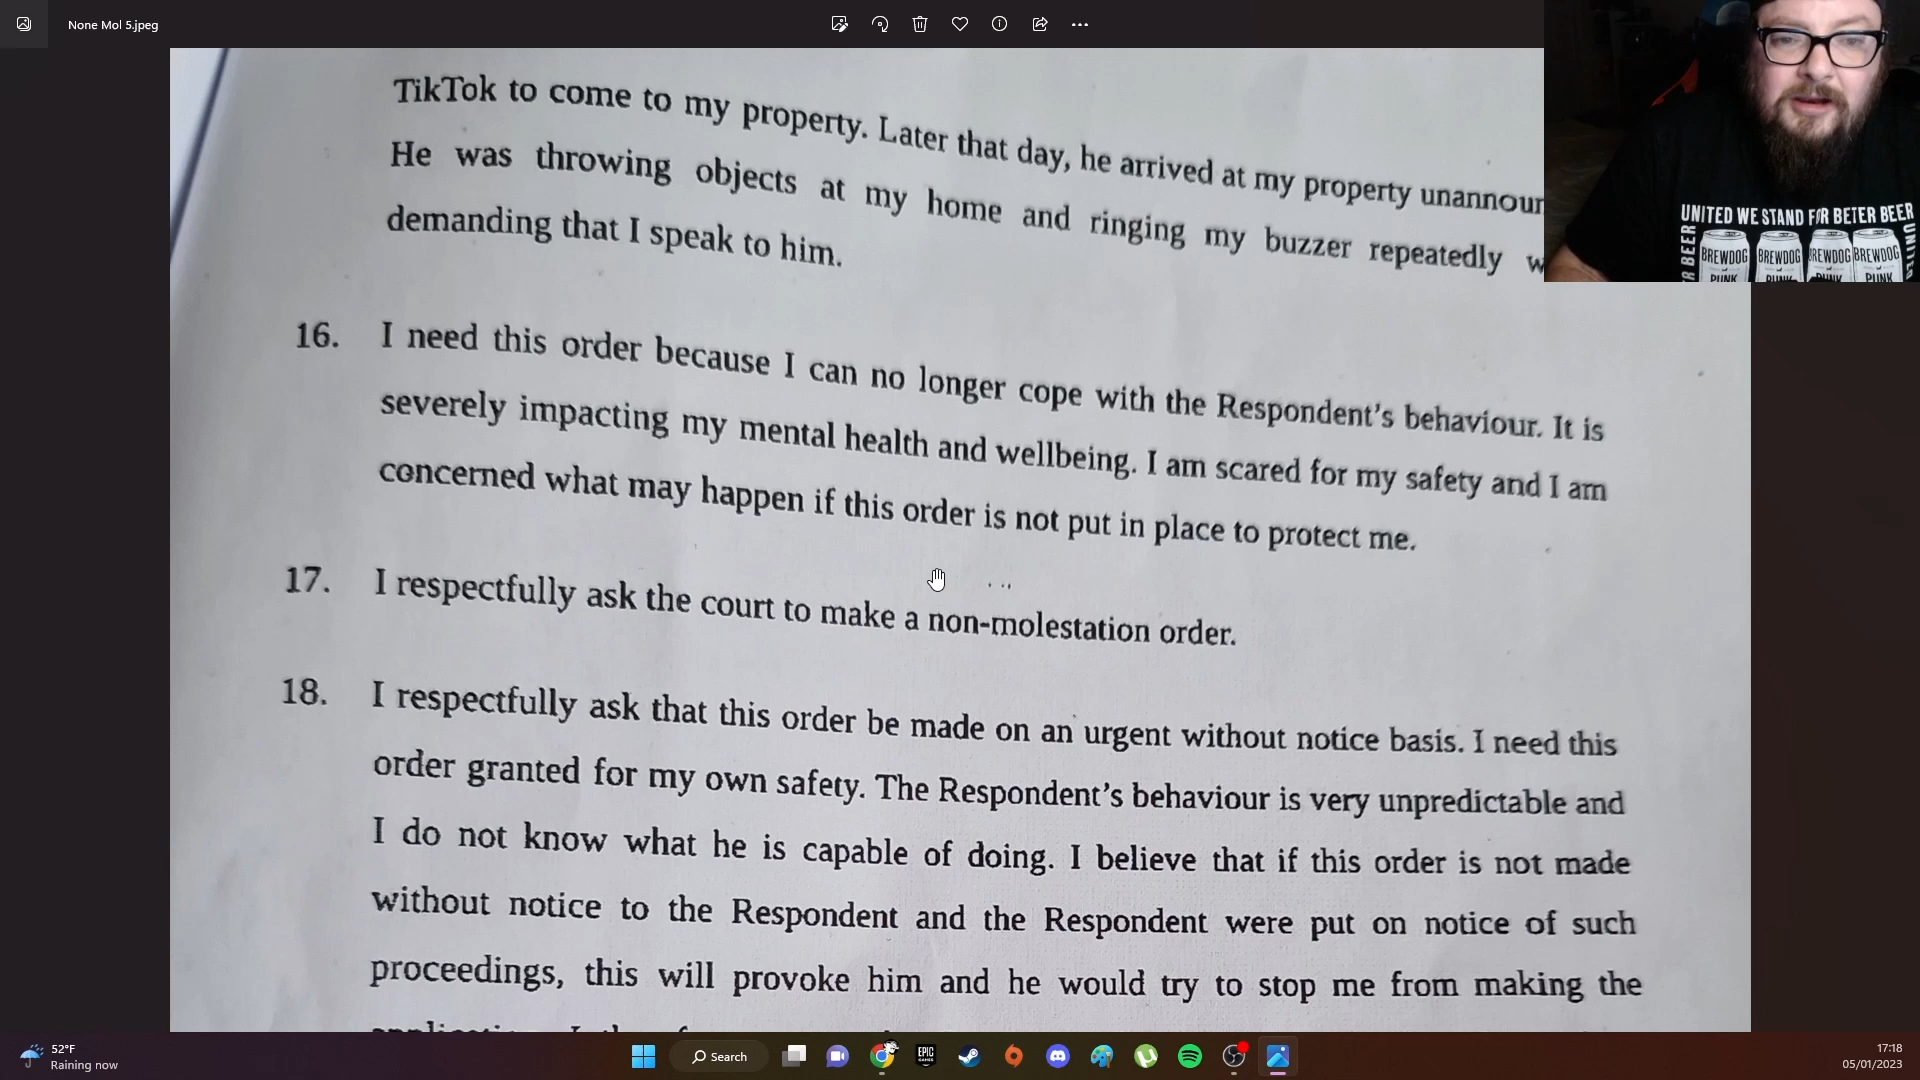 None Mol 5.jpeg
TikTok to come to my property. Later that day, he arrived at my property
He was throwing objects at my home and ringing my buzzer repeatedly
demanding that I speak to him.
16. I need this order because I can no longer cope with the Respondent's behaviour. It is
severely impacting my mental health and wellbeing. I am scared for my safety and I am
concerned what may happen if this order is not put in place to protect me.
17. I respectfully ask the court to make a non-molestation order.
18. I respectfully ask that this order be made on an urgent without notice basis. I need this
order granted for my own safety. The Respondent's behaviour is very unpredictable and
I do not know what he is capable of doing. I believe that if this order is not made
without notice to the Respondent and the Respondent were put on notice of such
proceedings, this will provoke him and he would try to stop me from making the
UNITED WE STAND FOR BETER BEER
BEER
BREWDOG BREWDOG BREWDOG BREWDOG
PUNK PUNK PUNK PUNK
52°F
Raining now
Search
EPIC GAMES
17:18
05/01/2023